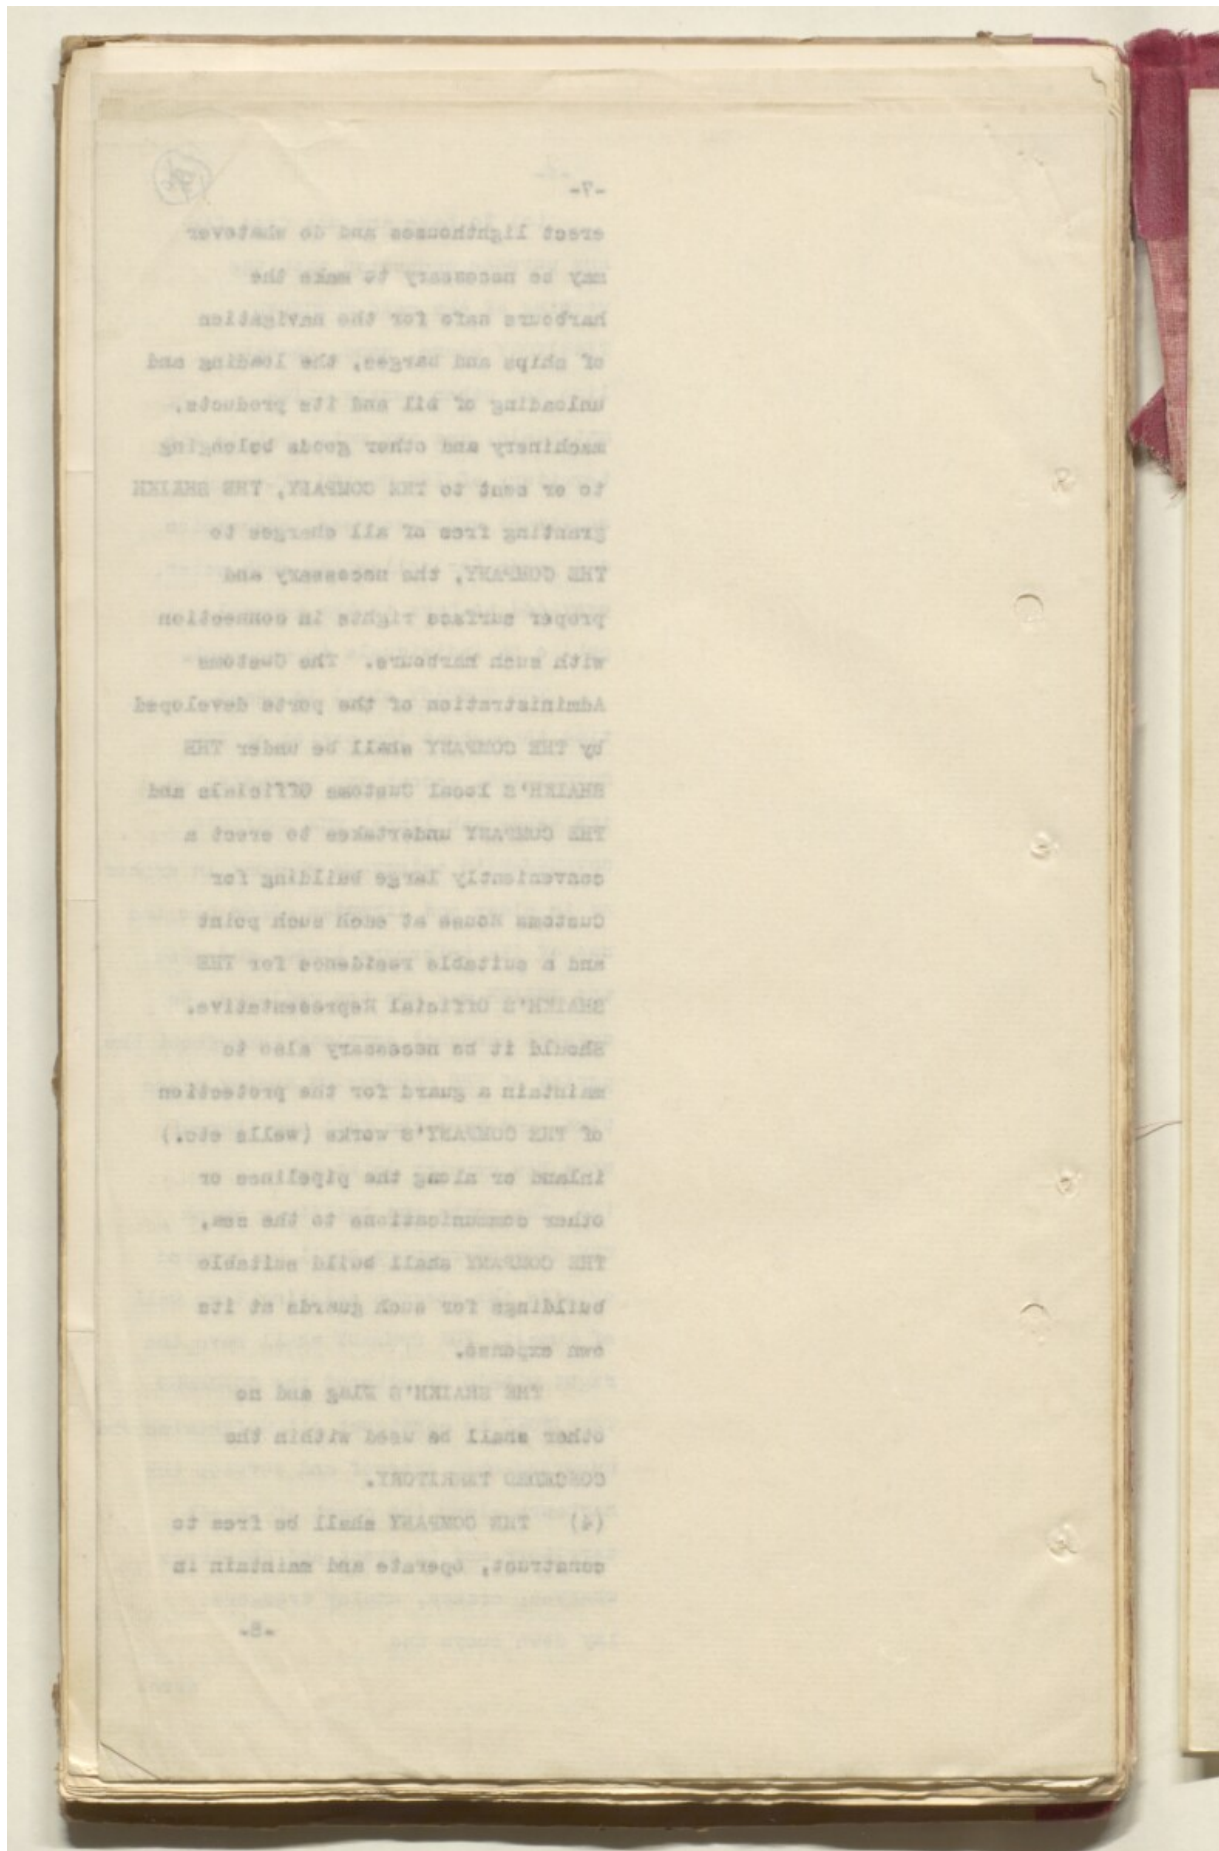 -7-
erect lighthouses and do whatever
may be necessary to make the
harbours safe for the navigation
of ships and barges, the loading and
unloading of oil and its products,
machinery and other goods belonging
to or sent to THE COMPANY, THE SHAIKH
granting free of all charges to
THE COMPANY, the necessary and
proper surface rights in connection
with such harbours. The Customs
Administration of the ports developed
by THE COMPANY shall be under THE
SHAIKH'S local Customs Officials and
THE COMPANY undertakes to erect a
conveniently large building for
Customs House at each such point
and a suitable residence for THE
SHAIKH'S Official Representative.
Should it be necessary also to
maintain a guard for the protection
of THE COMPANY'S works (wells etc.)
inland or along the pipelines or
other communications to the sea,
THE COMPANY shall build suitable
buildings for such guards at its
own expense.
THE SHAIKH'S Flag and no
other shall be used within the
CONCEDED TERRITORY.
(4) THE COMPANY shall be free to
construct, operate and maintain in
-8-